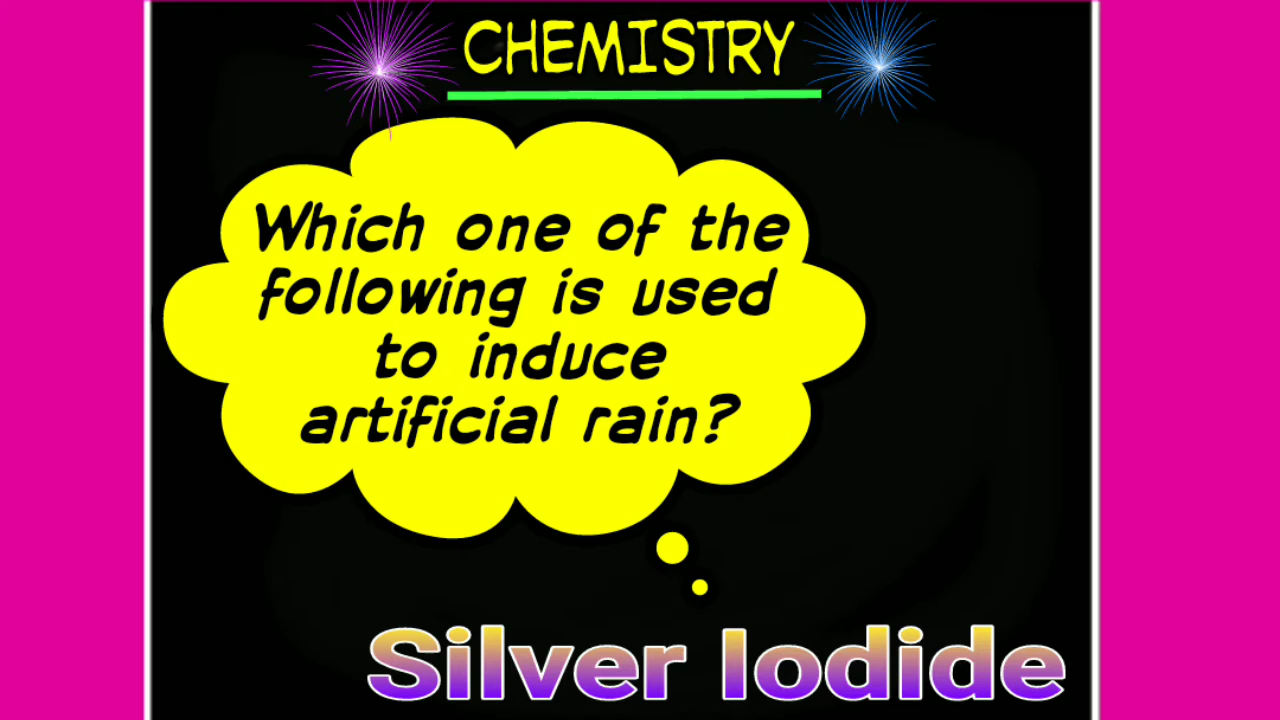 CHEMISTRY
Which one of the
following is used
to induce
artificial rain?
Silver Iodide